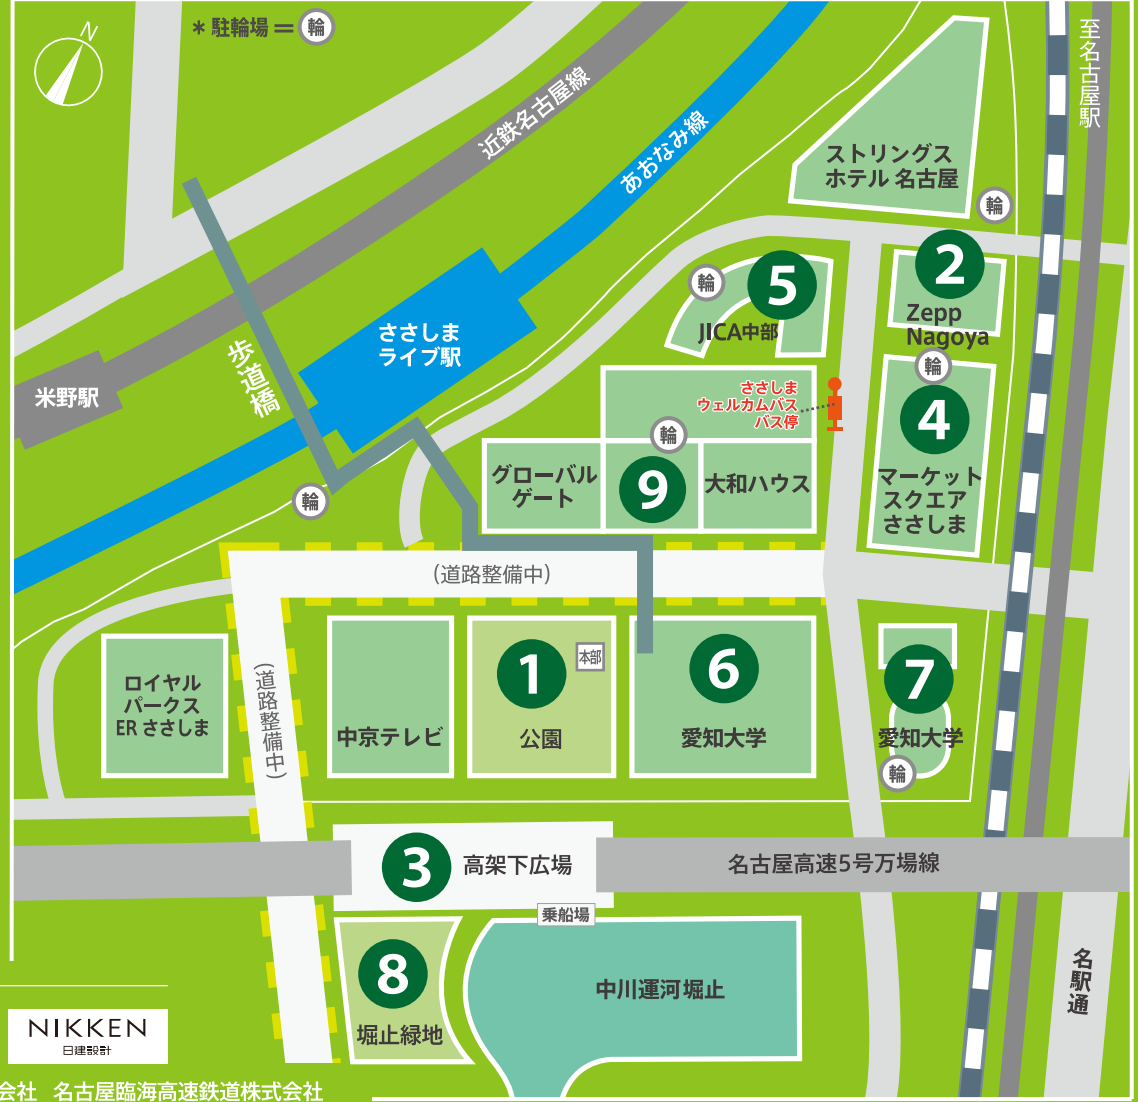 N
＊駐輪場＝輪
至名古屋駅
近鉄名古屋線
あおなみ線
ストリングス
ホテル 名古屋
輪
2
Zepp
Nagoya
5
輪
JICA中部
ささしま
ライブ駅
歩道橋
米野駅
輪
4
マーケット
スクエア
ささしま
ささしま
ウェルカムバス
バス停
輪
グローバル
ゲート
9
大和ハウス
輪
(道路整備中)
(道路整備中)
ロイヤル
パークス
ER ささしま
中京テレビ
1
本部
公園
6
愛知大学
7
愛知大学
輪
3
高架下広場
名古屋高速5号万場線
乗船場
8
堀止緑地
中川運河堀止
名駅通
NIKKEN
日建設計
会社 名古屋臨海高速鉄道株式会社